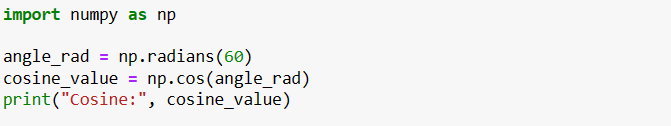 import numpy as np
angle_rad = np.radians(60)
cosine_value = np.cos(angle_rad)
print("Cosine:", cosine_value)